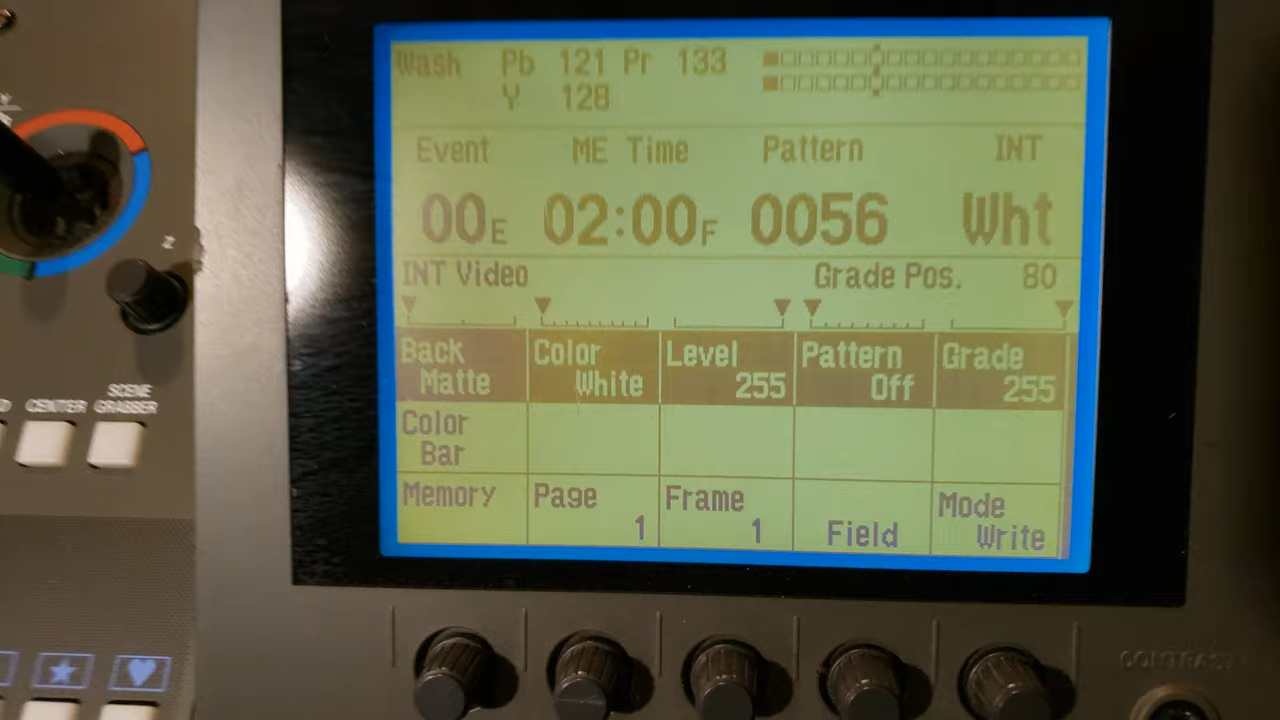 Wash Pb 121 Pr 133
Y 128
Event ME Time Pattern INT
00E 02:00F 0056 Wht
INT Video Grade Pos. 80
Back Color Level Pattern Grade
Matte White 255 Off 255
Color
Bar
Memory Page Frame Mode
1 1 Field Write
Z
SCENE
CENTER GRABBER
CONTRAST